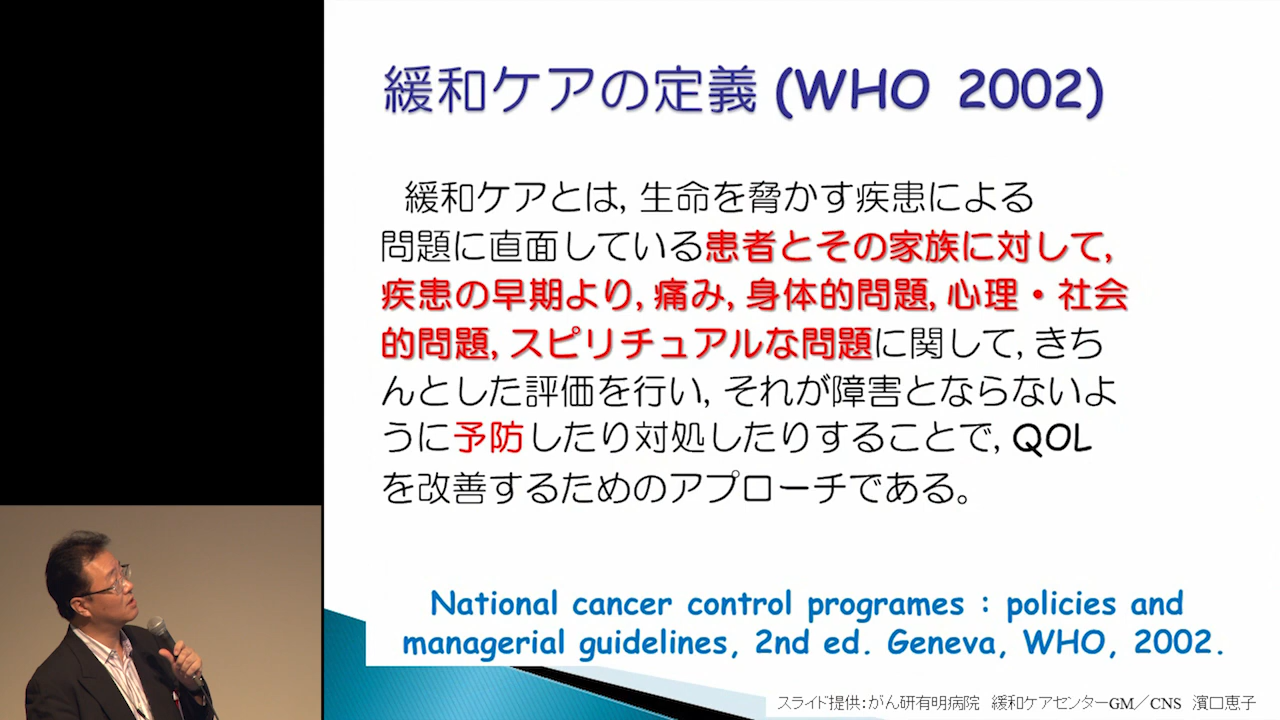 緩和ケアの定義 (WHO 2002)
緩和ケアとは, 生命を脅かす疾患による
問題に直面している患者とその家族に対して,
疾患の早期より, 痛み, 身体的問題, 心理・社会
的問題, スピリチュアルな問題に関して, きち
んとした評価を行い, それが障害とならないよ
うに予防したり対処したりすることで, QOL
を改善するためのアプローチである。
National cancer control programes : policies and
managerial guidelines, 2nd ed. Geneva, WHO, 2002.
スライド提供：がん研有明病院 緩和ケアセンターGM／CNS 濱口恵子